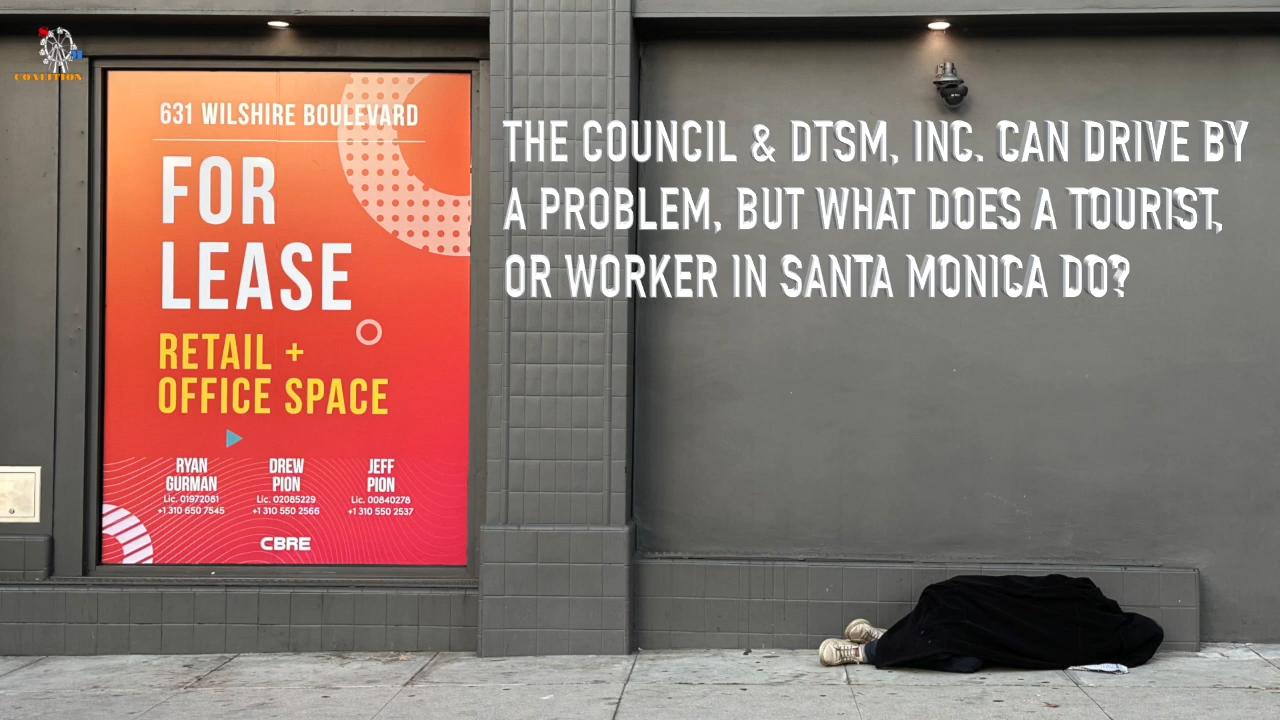 SM
COALITION
631 WILSHIRE BOULEVARD
FOR
LEASE
RETAIL +
OFFICE SPACE
RYAN
GURMAN
Lic. 01972081
+1 310 650 7545
DREW
PION
Lic. 02085229
+1 310 550 2566
JEFF
PION
Lic. 00840278
+1 310 550 2537
CBRE
THE COUNCIL & DTSM, INC. CAN DRIVE BY
A PROBLEM, BUT WHAT DOES A TOURIST,
OR WORKER IN SANTA MONICA DO?